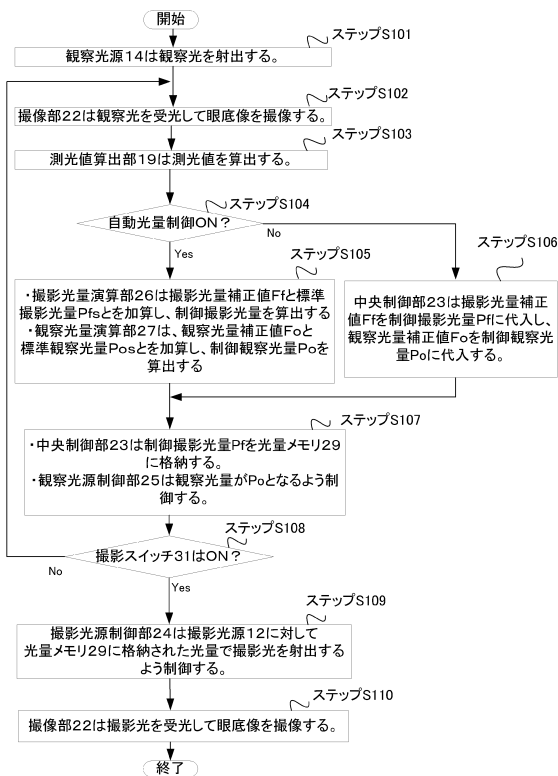 開始
ステップS101
観察光源14は観察光を射出する。
ステップS102
撮像部22は観察光を受光して眼底像を撮像する。
ステップS103
測光値算出部19は測光値を算出する。
ステップS104
自動光量制御ON？
No
Yes
ステップS105
・撮影光量演算部26は撮影光量補正値Ffと標準
撮影光量Pfsとを加算し、制御撮影光量を算出する
・観察光量演算部27は、観察光量補正値Foと
標準観察光量Posとを加算し、制御観察光量Poを
算出する
ステップS106
中央制御部23は撮影光量補正
値Ffを制御撮影光量Pfに代入し、
観察光量補正値Foを制御観察光
量Poに代入する。
ステップS107
・中央制御部23は制御撮影光量Pfを光量メモリ29
に格納する。
・観察光源制御部25は観察光量がPoとなるよう制
御する。
ステップS108
撮影スイッチ31はON？
No
Yes
ステップS109
撮影光源制御部24は撮影光源12に対して
光量メモリ29に格納された光量で撮影光を射出する
よう制御する。
ステップS110
撮像部22は撮影光を受光して眼底像を撮像する。
終了